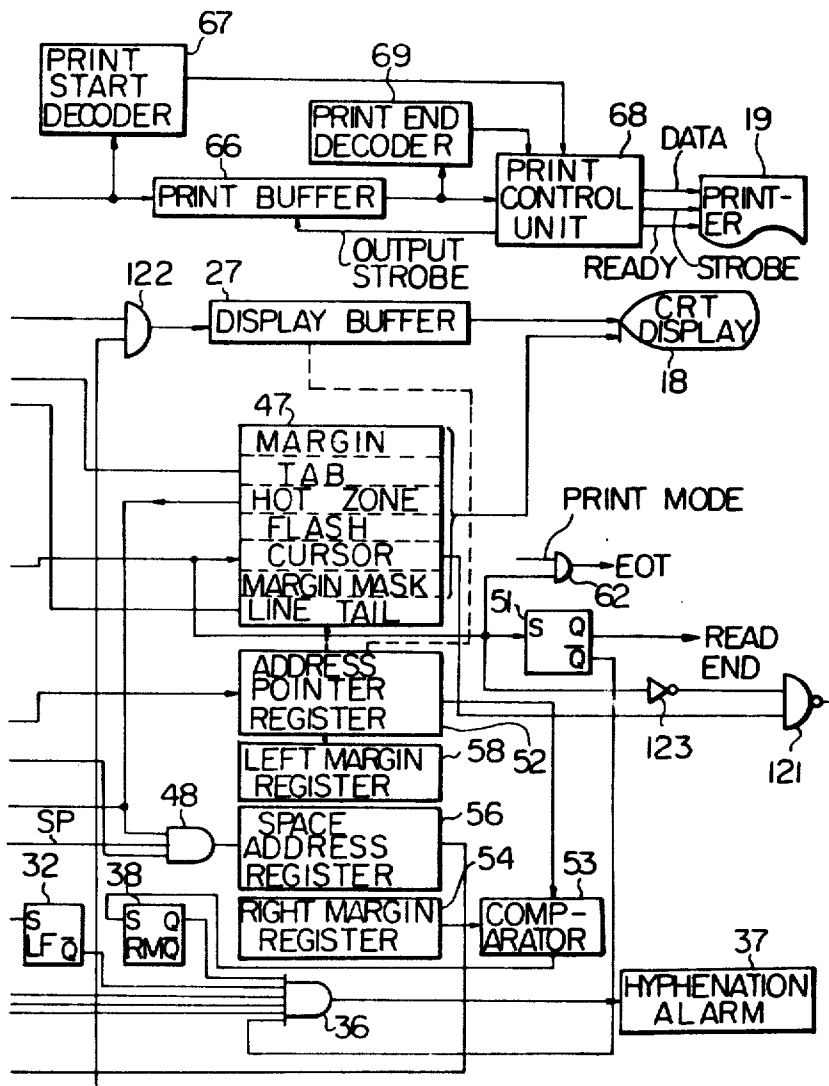 67
PRINT
START
DECODER
69
PRINT END
DECODER
68
PRINT
CONTROL
UNIT
DATA
19
PRINT-
ER
66
PRINT BUFFER
OUTPUT
STROBE
READY
STROBE
122
27
DISPLAY BUFFER
CRT
DISPLAY
18
47
MARGIN
TAB
HOT ZONE
FLASH
CURSOR
MARGIN MASK
LINE TAIL
PRINT MODE
EOT
62
51
S Q
Q̅
READ
END
ADDRESS
POINTER
REGISTER
52
123
121
LEFT MARGIN
REGISTER
58
48
SP
SPACE
ADDRESS
REGISTER
56
54
RIGHT MARGIN
REGISTER
53
COMP-
ARATOR
32
S
LF Q̅
38
S Q
RM Q̅
36
37
HYPHENATION
ALARM